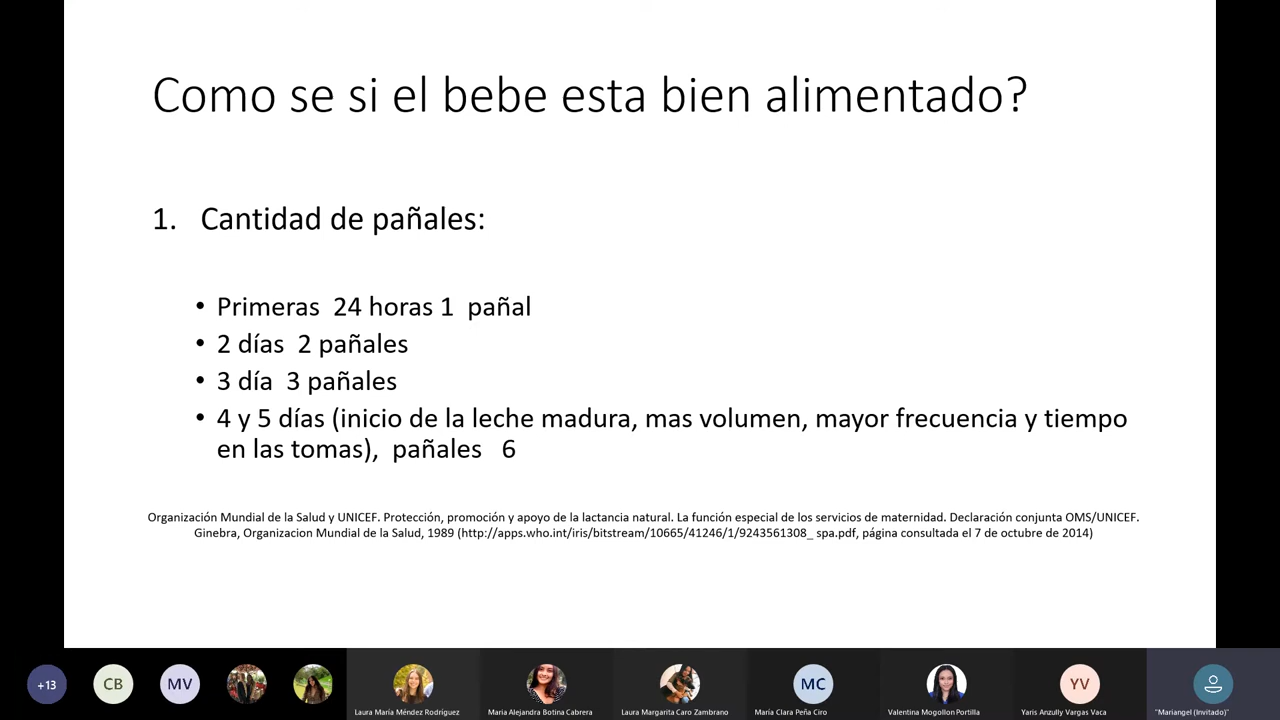 Como se si el bebe esta bien alimentado?
1. Cantidad de pañales:
• Primeras 24 horas 1 pañal
• 2 días 2 pañales
• 3 día 3 pañales
• 4 y 5 días (inicio de la leche madura, mas volumen, mayor frecuencia y tiempo
en las tomas), pañales 6
Organización Mundial de la Salud y UNICEF. Protección, promoción y apoyo de la lactancia natural. La función especial de los servicios de maternidad. Declaración conjunta OMS/UNICEF.
Ginebra, Organizacion Mundial de la Salud, 1989 (http://apps.who.int/iris/bitstream/10665/41246/1/9243561308_ spa.pdf, página consultada el 7 de octubre de 2014)
+13 CB MV MC YV
Laura María Méndez Rodríguez Maria Alejandra Botina Cabrera Laura Margarita Caro Zambrano María Clara Peña Ciro Valentina Mogollon Portilla Yaris Anzully Vargas Vaca "Mariangel (Invitado)"